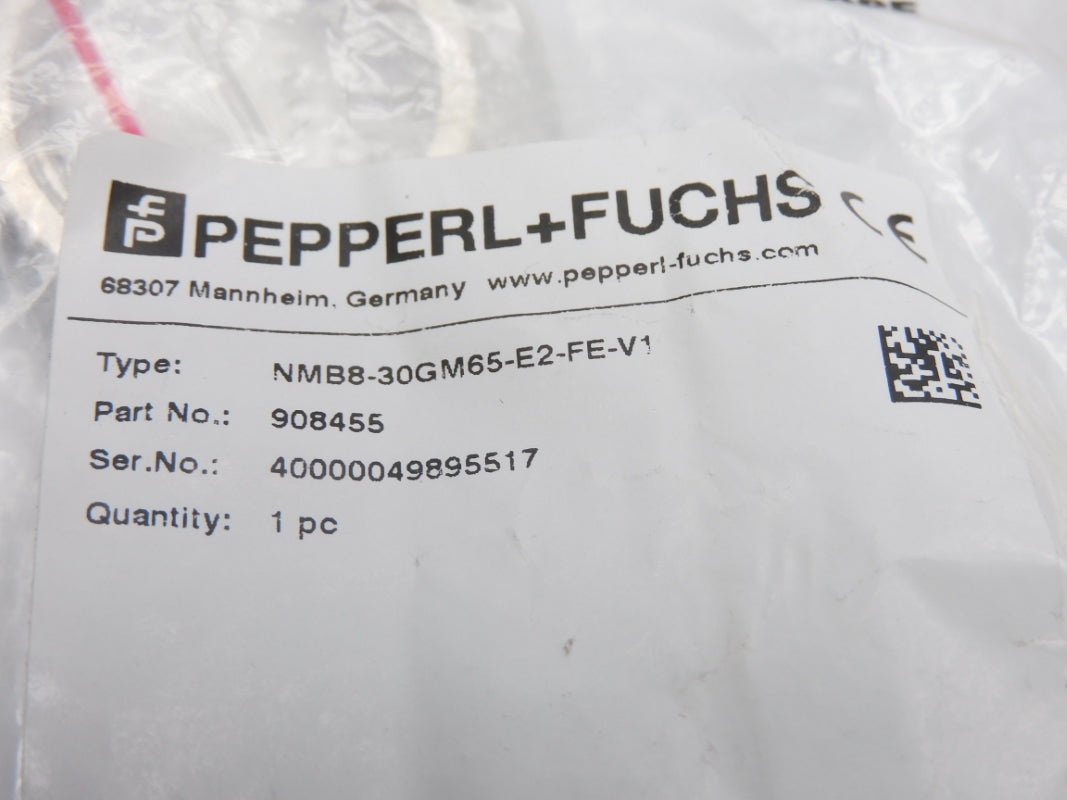 PEPPERL+FUCHS CE
68307 Mannheim, Germany www.pepperl-fuchs.com
Type: NMB8-30GM65-E2-FE-V1
Part No.: 908455
Ser.No.: 40000049895517
Quantity: 1 pc